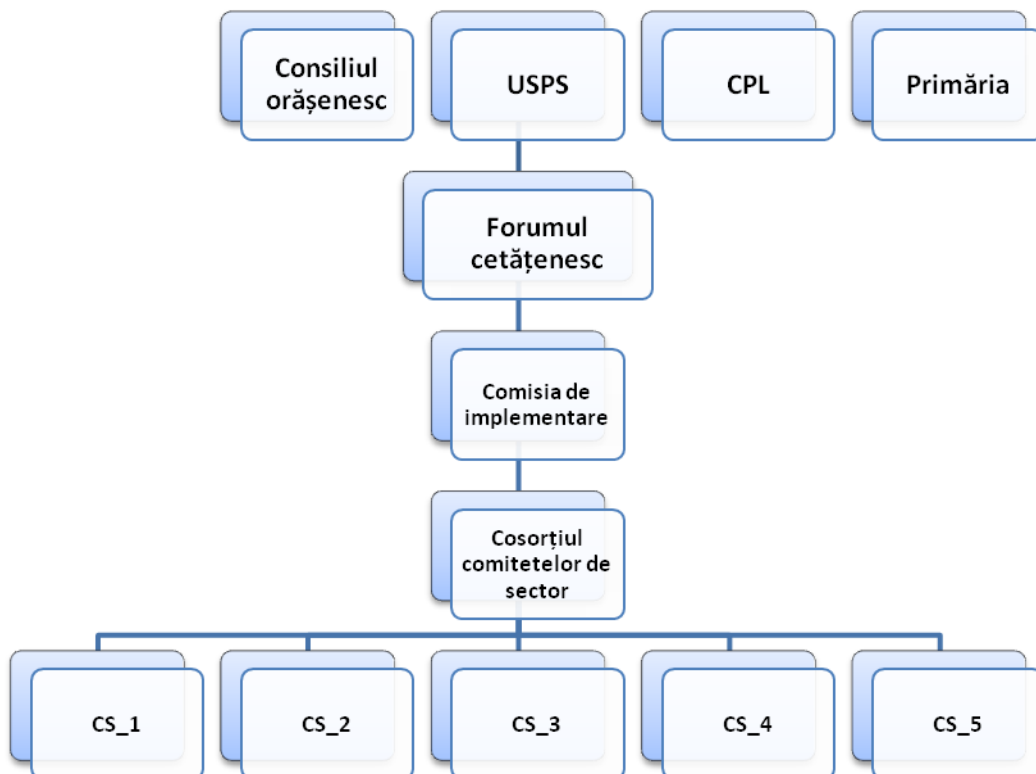 Consiliul
orășenesc
USPS
CPL
Primăria
Forumul
cetățenesc
Comisia de
implementare
Cosorțiul
comitetelor de
sector
CS_1
CS_2
CS_3
CS_4
CS_5